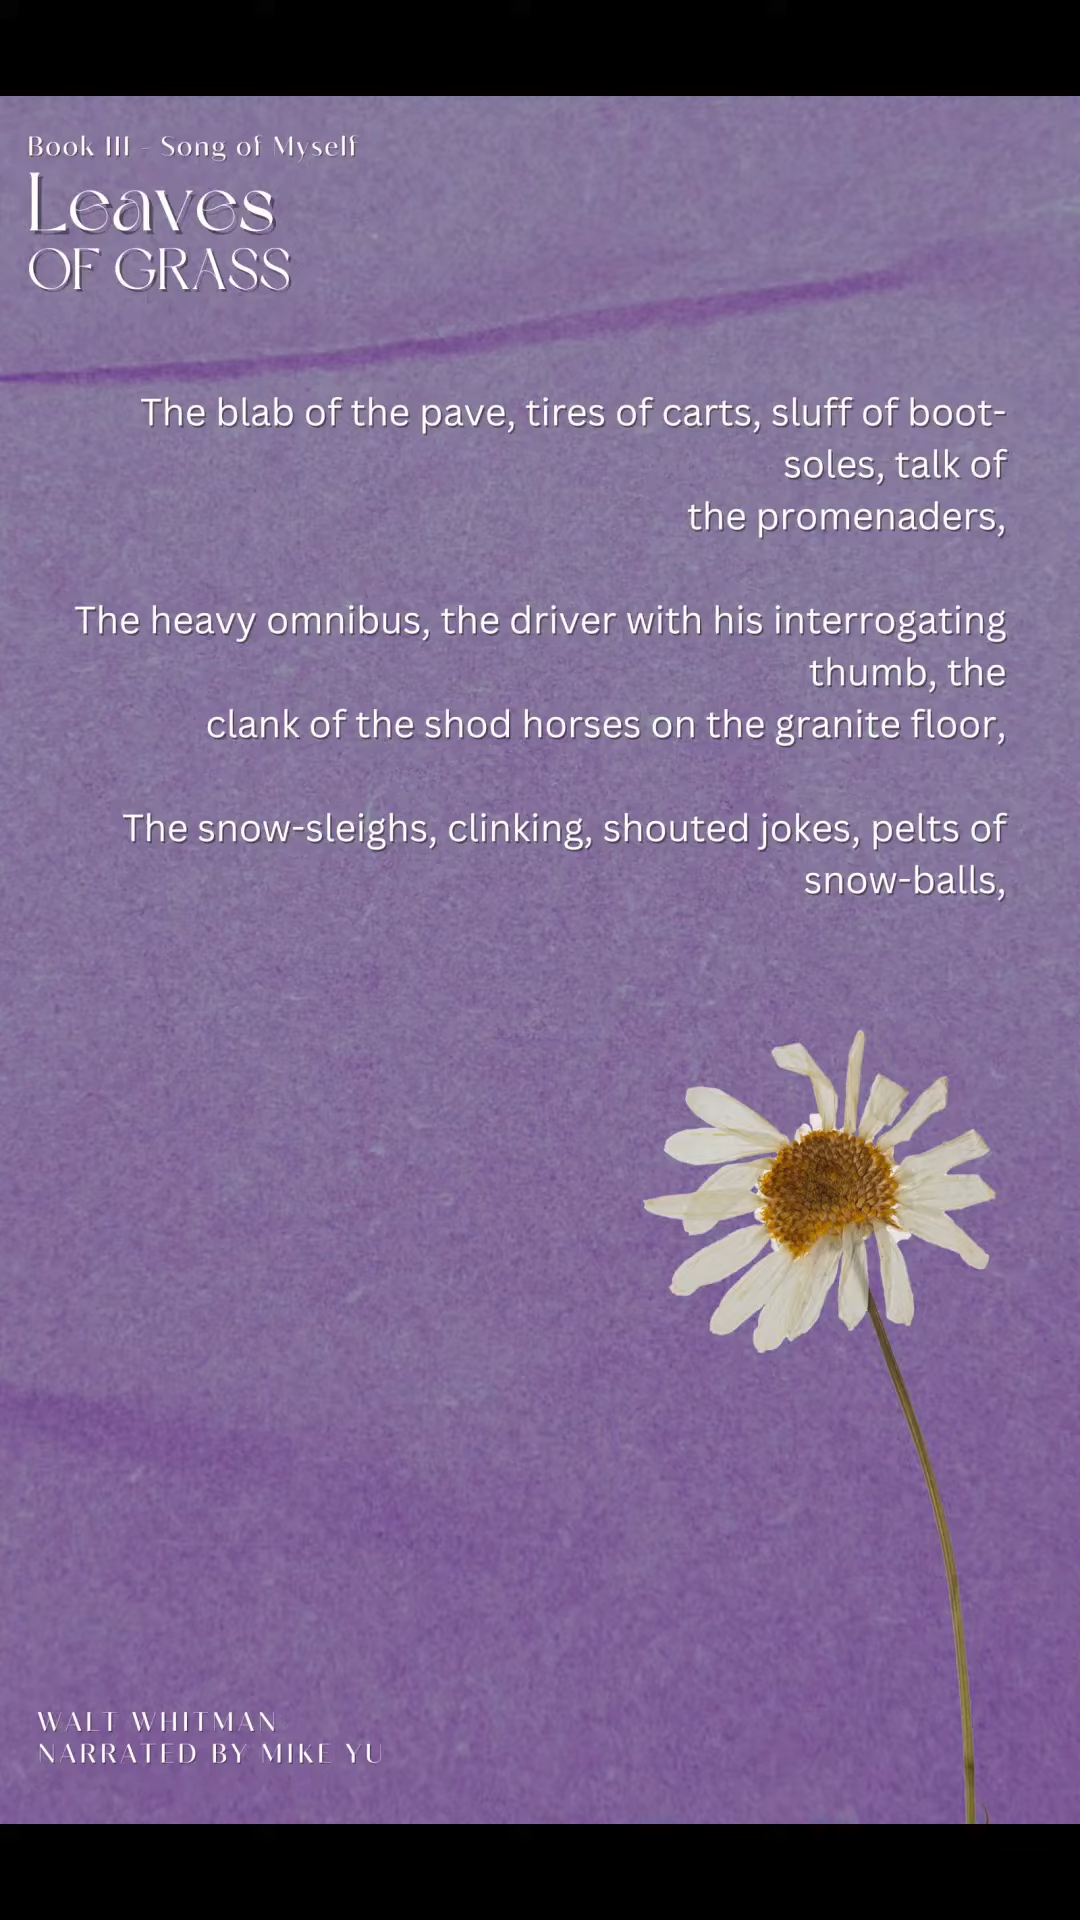 Book III - Song of Myself
Leaves
OF GRASS
The blab of the pave, tires of carts, sluff of boot-
soles, talk of
the promenaders,
The heavy omnibus, the driver with his interrogating
thumb, the
clank of the shod horses on the granite floor,
The snow-sleighs, clinking, shouted jokes, pelts of
snow-balls,
WALT WHITMAN
NARRATED BY MIKE YU